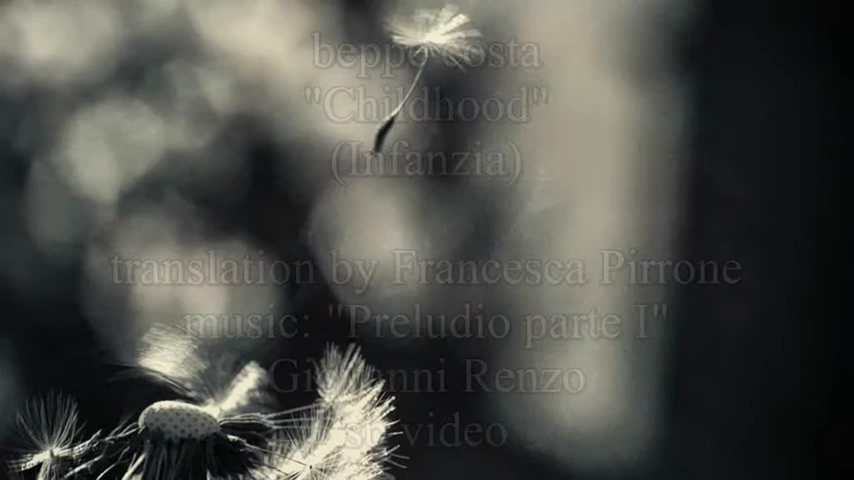 beppe costa
"Childhood"
(Infanzia)
translation by Francesca Pirrone
music: "Preludio parte I"
Giovanni Renzo
video